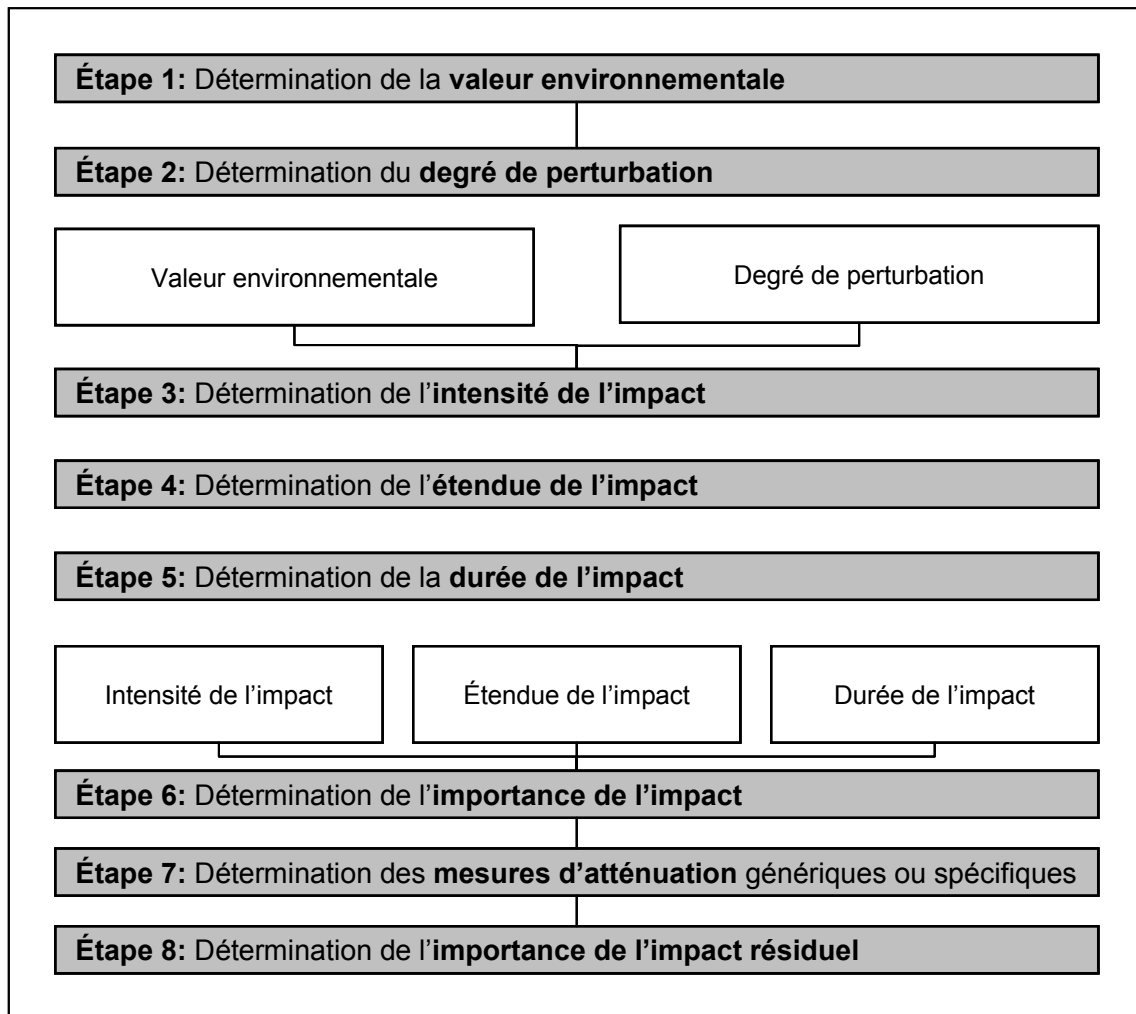 Étape 1: Détermination de la valeur environnementale
Étape 2: Détermination du degré de perturbation
Valeur environnementale
Degré de perturbation
Étape 3: Détermination de l’intensité de l’impact
Étape 4: Détermination de l’étendue de l’impact
Étape 5: Détermination de la durée de l’impact
Intensité de l’impact
Étendue de l’impact
Durée de l’impact
Étape 6: Détermination de l’importance de l’impact
Étape 7: Détermination des mesures d’atténuation génériques ou spécifiques
Étape 8: Détermination de l’importance de l’impact résiduel